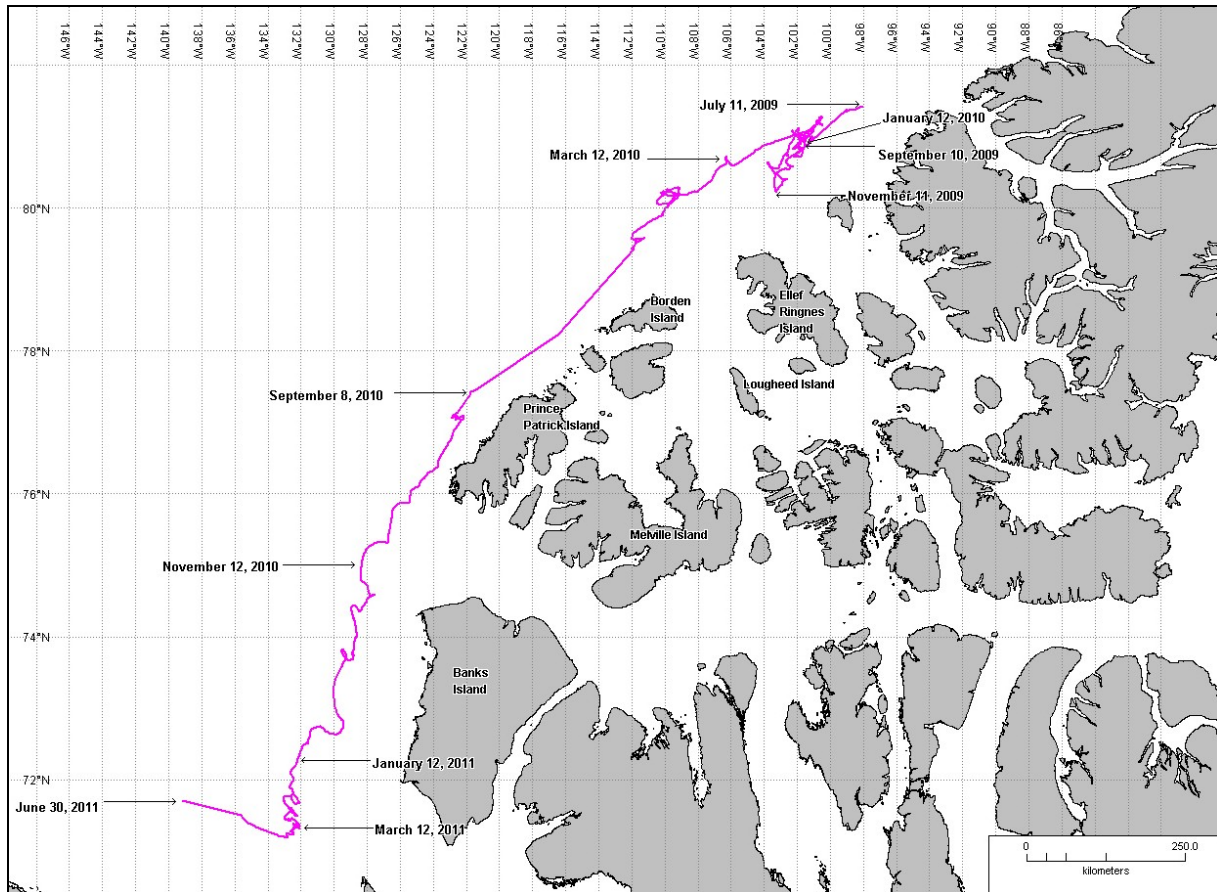 146°W
144°W
142°W
140°W
138°W
136°W
134°W
132°W
130°W
128°W
126°W
124°W
122°W
120°W
118°W
116°W
114°W
112°W
110°W
108°W
106°W
104°W
102°W
100°W
98°W
96°W
94°W
92°W
90°W
88°W
86°W
July 11, 2009
January 12, 2010
March 12, 2010
September 10, 2009
November 11, 2009
80°N
Borden
Island
Ellef
Ringnes
Island
78°N
Lougheed Island
September 8, 2010
Prince
Patrick Island
76°N
Melville Island
November 12, 2010
74°N
Banks
Island
January 12, 2011
72°N
June 30, 2011
March 12, 2011
0
250.0
kilometers